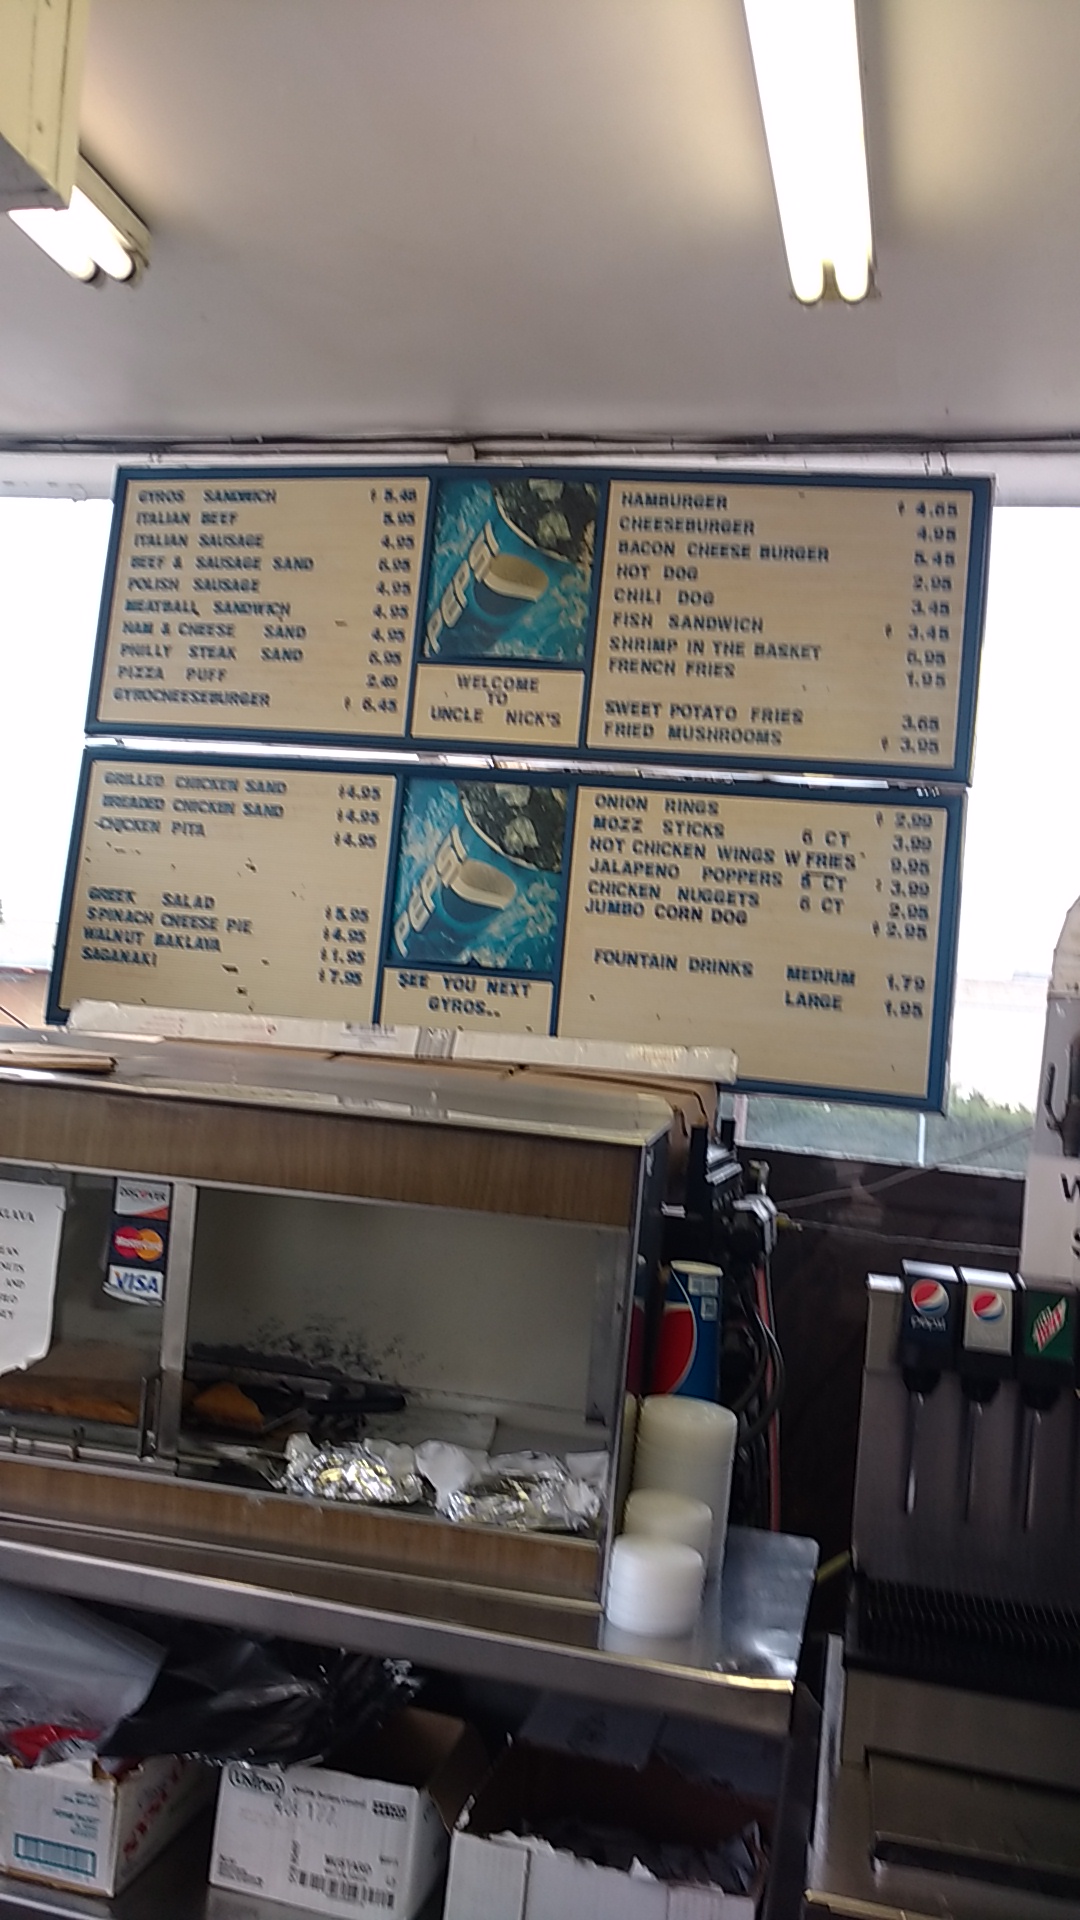 GYROS SANDWICH $ 5.45
ITALIAN BEEF 5.95
ITALIAN SAUSAGE 4.95
BEEF & SAUSAGE SAND 6.95
POLISH SAUSAGE 4.95
MEATBALL SANDWICH 4.95
HAM & CHEESE SAND 4.95
PHILLY STEAK SAND 6.95
PIZZA PUFF 2.49
GYROCHEESEBURGER $ 6.45
PEPSI
WELCOME
TO
UNCLE NICK'S
HAMBURGER $ 4.65
CHEESEBURGER 4.95
BACON CHEESE BURGER 5.45
HOT DOG 2.95
CHILI DOG 3.45
FISH SANDWICH $ 3.45
SHRIMP IN THE BASKET 6.95
FRENCH FRIES 1.95
SWEET POTATO FRIES 3.65
FRIED MUSHROOMS $ 3.95
GRILLED CHICKEN SAND $4.95
BREADED CHICKEN SAND $4.95
CHICKEN PITA $4.95
GREEK SALAD $5.95
SPINACH CHEESE PIE $4.95
WALNUT BAKLAVA $1.95
SAGANAKI $7.95
PEPSI
SEE YOU NEXT
GYROS..
ONION RINGS $ 2.99
MOZZ STICKS 6 CT 3.99
HOT CHICKEN WINGS W FRIES 9.95
JALAPENO POPPERS 6 CT $ 3.99
CHICKEN NUGGETS 6 CT 2.95
JUMBO CORN DOG $ 2.95
FOUNTAIN DRINKS MEDIUM 1.79
LARGE 1.95
DISCOVER
MasterCard
VISA
AND
pepsi
MUSTARD